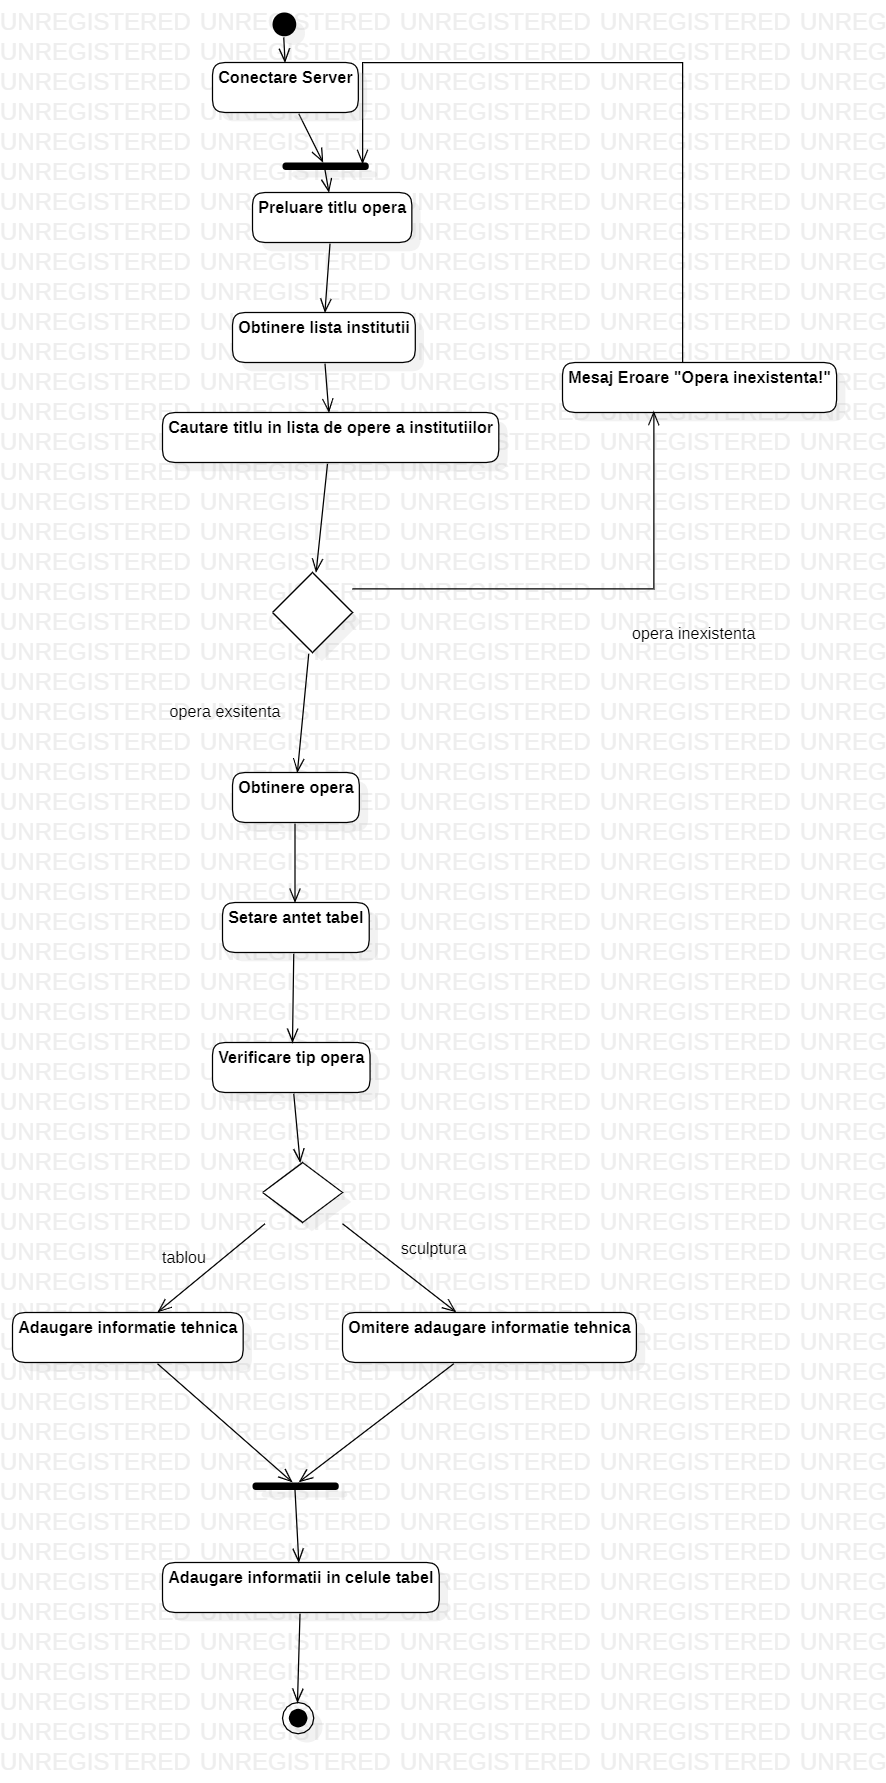 Conectare Server
Preluare titlu opera
Obtinere lista institutii
Mesaj Eroare "Opera inexistenta!"
Cautare titlu in lista de opere a institutiilor
opera inexistenta
opera exsitenta
Obtinere opera
Setare antet tabel
Verificare tip opera
tablou
sculptura
Adaugare informatie tehnica
Omitere adaugare informatie tehnica
Adaugare informatii in celule tabel
UNREGISTERED